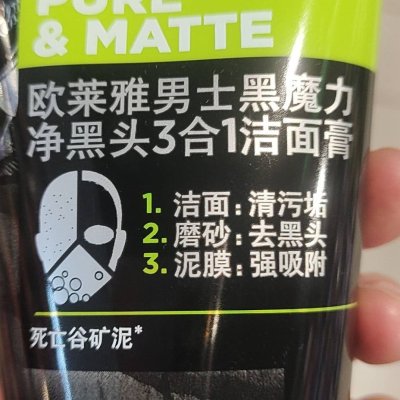 PURE
& MATTE
欧莱雅男士黑魔力
净黑头3合1洁面膏
1. 洁面:清污垢
2. 磨砂:去黑头
3. 泥膜:强吸附
死亡谷矿泥*